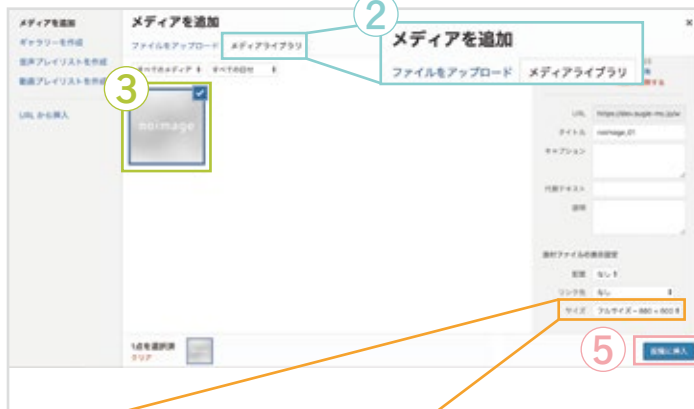 メディアを追加
ギャラリーを作成
音声プレイリストを作成
動画プレイリストを作成
URL から挿入
メディアを追加
ファイルをアップロード
メディアライブラリ
すべてのメディア
すべての日付
②
メディアを追加
ファイルをアップロード
メディアライブラリ
③
noimage
URL
タイトル
noimage_01
キャプション
代替テキスト
説明
添付ファイルの表示設定
配置
なし
リンク先
なし
サイズ
フルサイズ
1点を選択済
クリア
⑤
投稿に挿入